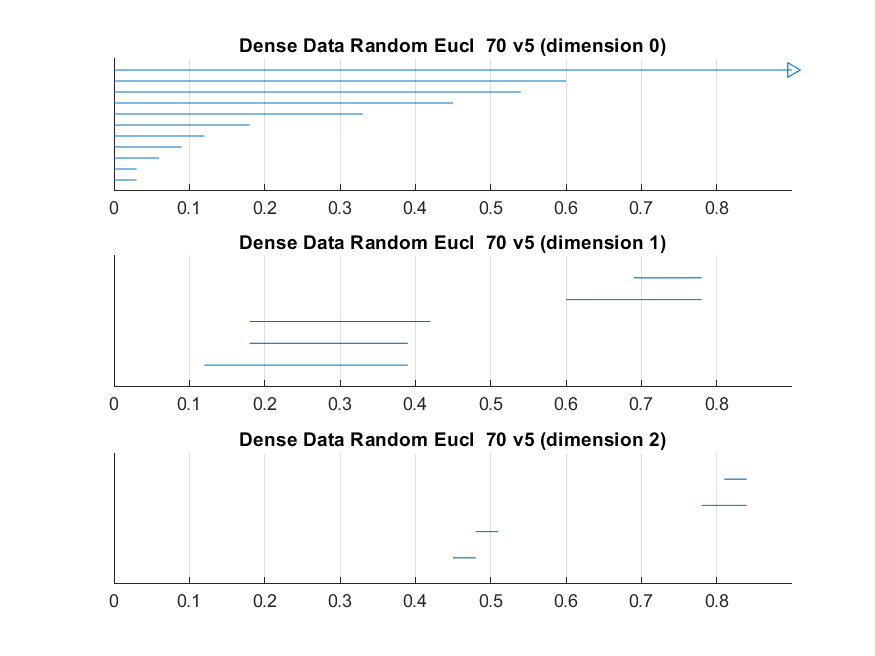 Dense Data Random Eucl  70 v5 (dimension 0)
0 0.1 0.2 0.3 0.4 0.5 0.6 0.7 0.8
Dense Data Random Eucl  70 v5 (dimension 1)
0 0.1 0.2 0.3 0.4 0.5 0.6 0.7 0.8
Dense Data Random Eucl  70 v5 (dimension 2)
0 0.1 0.2 0.3 0.4 0.5 0.6 0.7 0.8